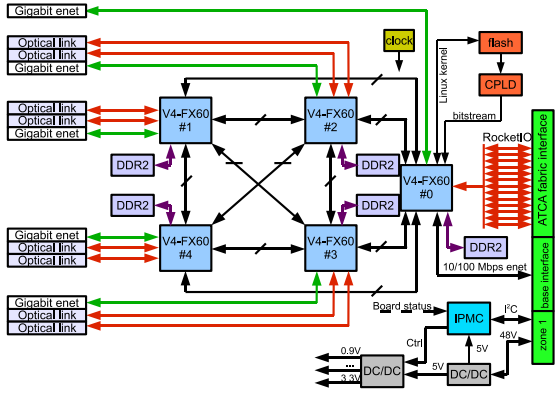 Gigabit enet
Optical link
Optical link
Gigabit enet
clock
flash
Linux kernel
CPLD
bitstream
Optical link
Optical link
Gigabit enet
V4-FX60
#1
V4-FX60
#2
RocketIO
DDR2
DDR2
V4-FX60
#0
ATCA fabric interface
DDR2
DDR2
Gigabit enet
Optical link
Optical link
V4-FX60
#4
V4-FX60
#3
DDR2
10/100 Mbps enet
base interface
Gigabit enet
Optical link
Optical link
Board status
IPMC
I²C
zone 1
Ctrl
48V
5V
0.9V
...
3.3V
DC/DC
5V
DC/DC